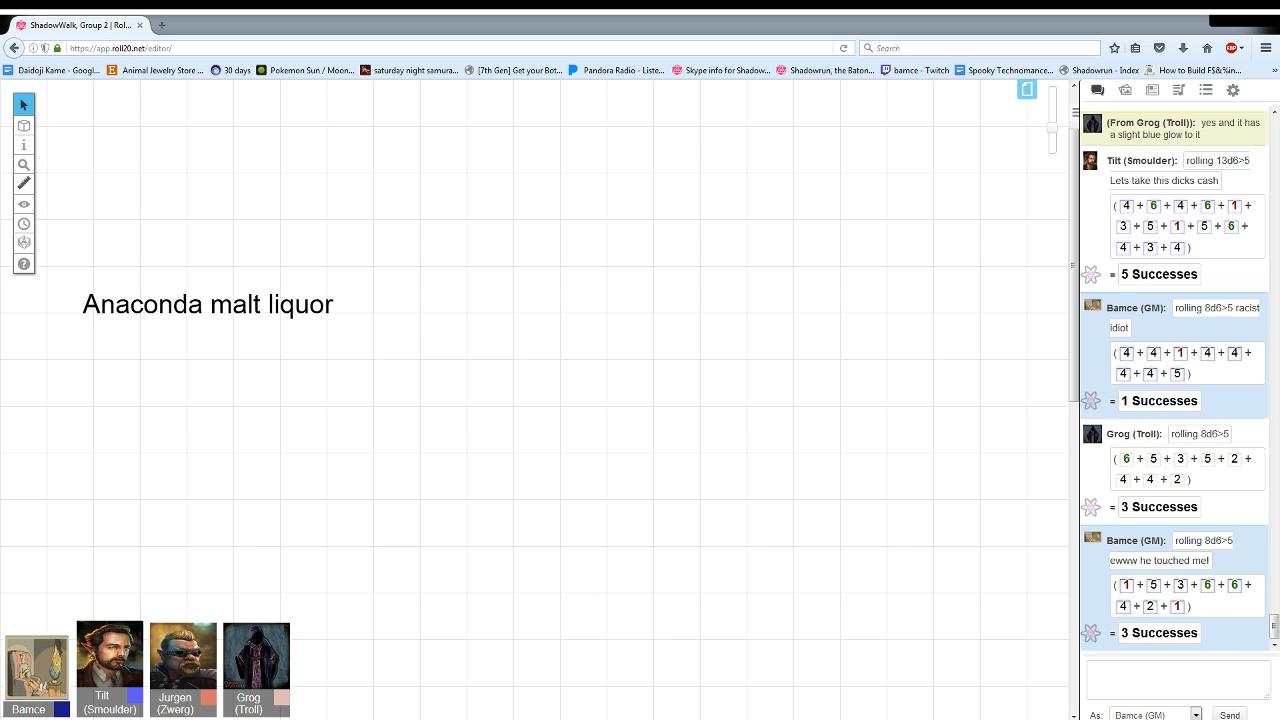 ShadowWalk, Group 2 | Rol...
https://app.roll20.net/editor/
Search
ABP
Daidoji Kame - Googl...
Animal Jewelry Store ...
30 days
Pokemon Sun / Moon...
saturday night samura...
[7th Gen] Get your Bot...
Pandora Radio - Liste...
Skype info for Shadow...
Shadowrun, the Baton...
bamce - Twitch
Spooky Technomance...
Shadowrun - Index
How to Build F$&%in...
Anaconda malt liquor
Bamce
Tilt
(Smoulder)
Jurgen
(Zwerg)
Grog
(Troll)
(From Grog (Troll)): yes and it has
a slight blue glow to it
Tilt (Smoulder): rolling 13d6>5
Lets take this dicks cash
(4 + 6 + 4 + 6 + 1 +
3 + 5 + 1 + 5 + 6 +
4 + 3 + 4)
= 5 Successes
Bamce (GM): rolling 8d6>5 racist
idiot
(4 + 4 + 1 + 4 + 4 +
4 + 4 + 5)
= 1 Successes
Grog (Troll): rolling 8d6>5
(6 + 5 + 3 + 5 + 2 +
4 + 4 + 2)
= 3 Successes
Bamce (GM): rolling 8d6>5
ewww he touched me!
(1 + 5 + 3 + 6 + 6 +
4 + 2 + 1)
= 3 Successes
As: Bamce (GM) Send